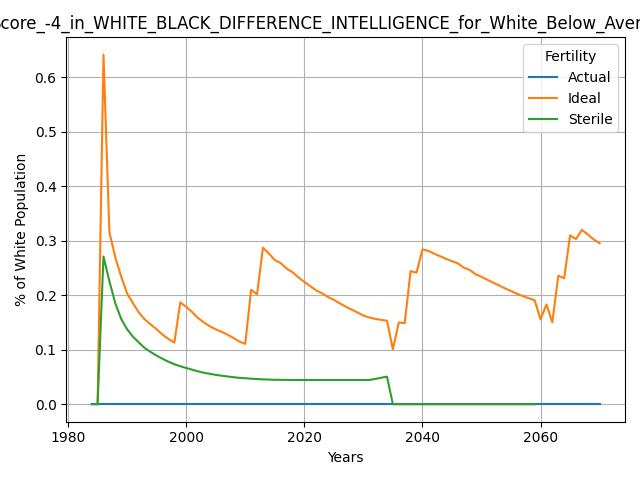 core_-4_in_WHITE_BLACK_DIFFERENCE_INTELLIGENCE_for_White_Below_Aver
Fertility
Actual
Ideal
Sterile
0.6
0.5
0.4
0.3
0.2
0.1
0.0
% of White Population
1980
2000
2020
2040
2060
Years